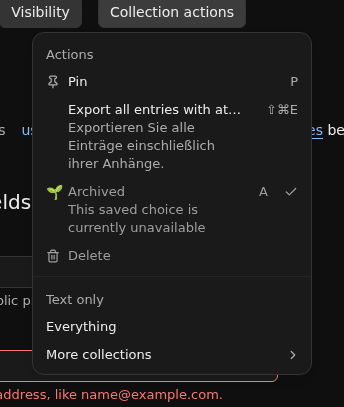 Visibility Collection actions
Actions
Pin P
Export all entries with at... ⇧⌘E
Exportieren Sie alle
Einträge einschließlich
ihrer Anhänge.
be
Archived A ✓
This saved choice is
currently unavailable
Delete
Text only
Everything
More collections
address, like name@example.com.